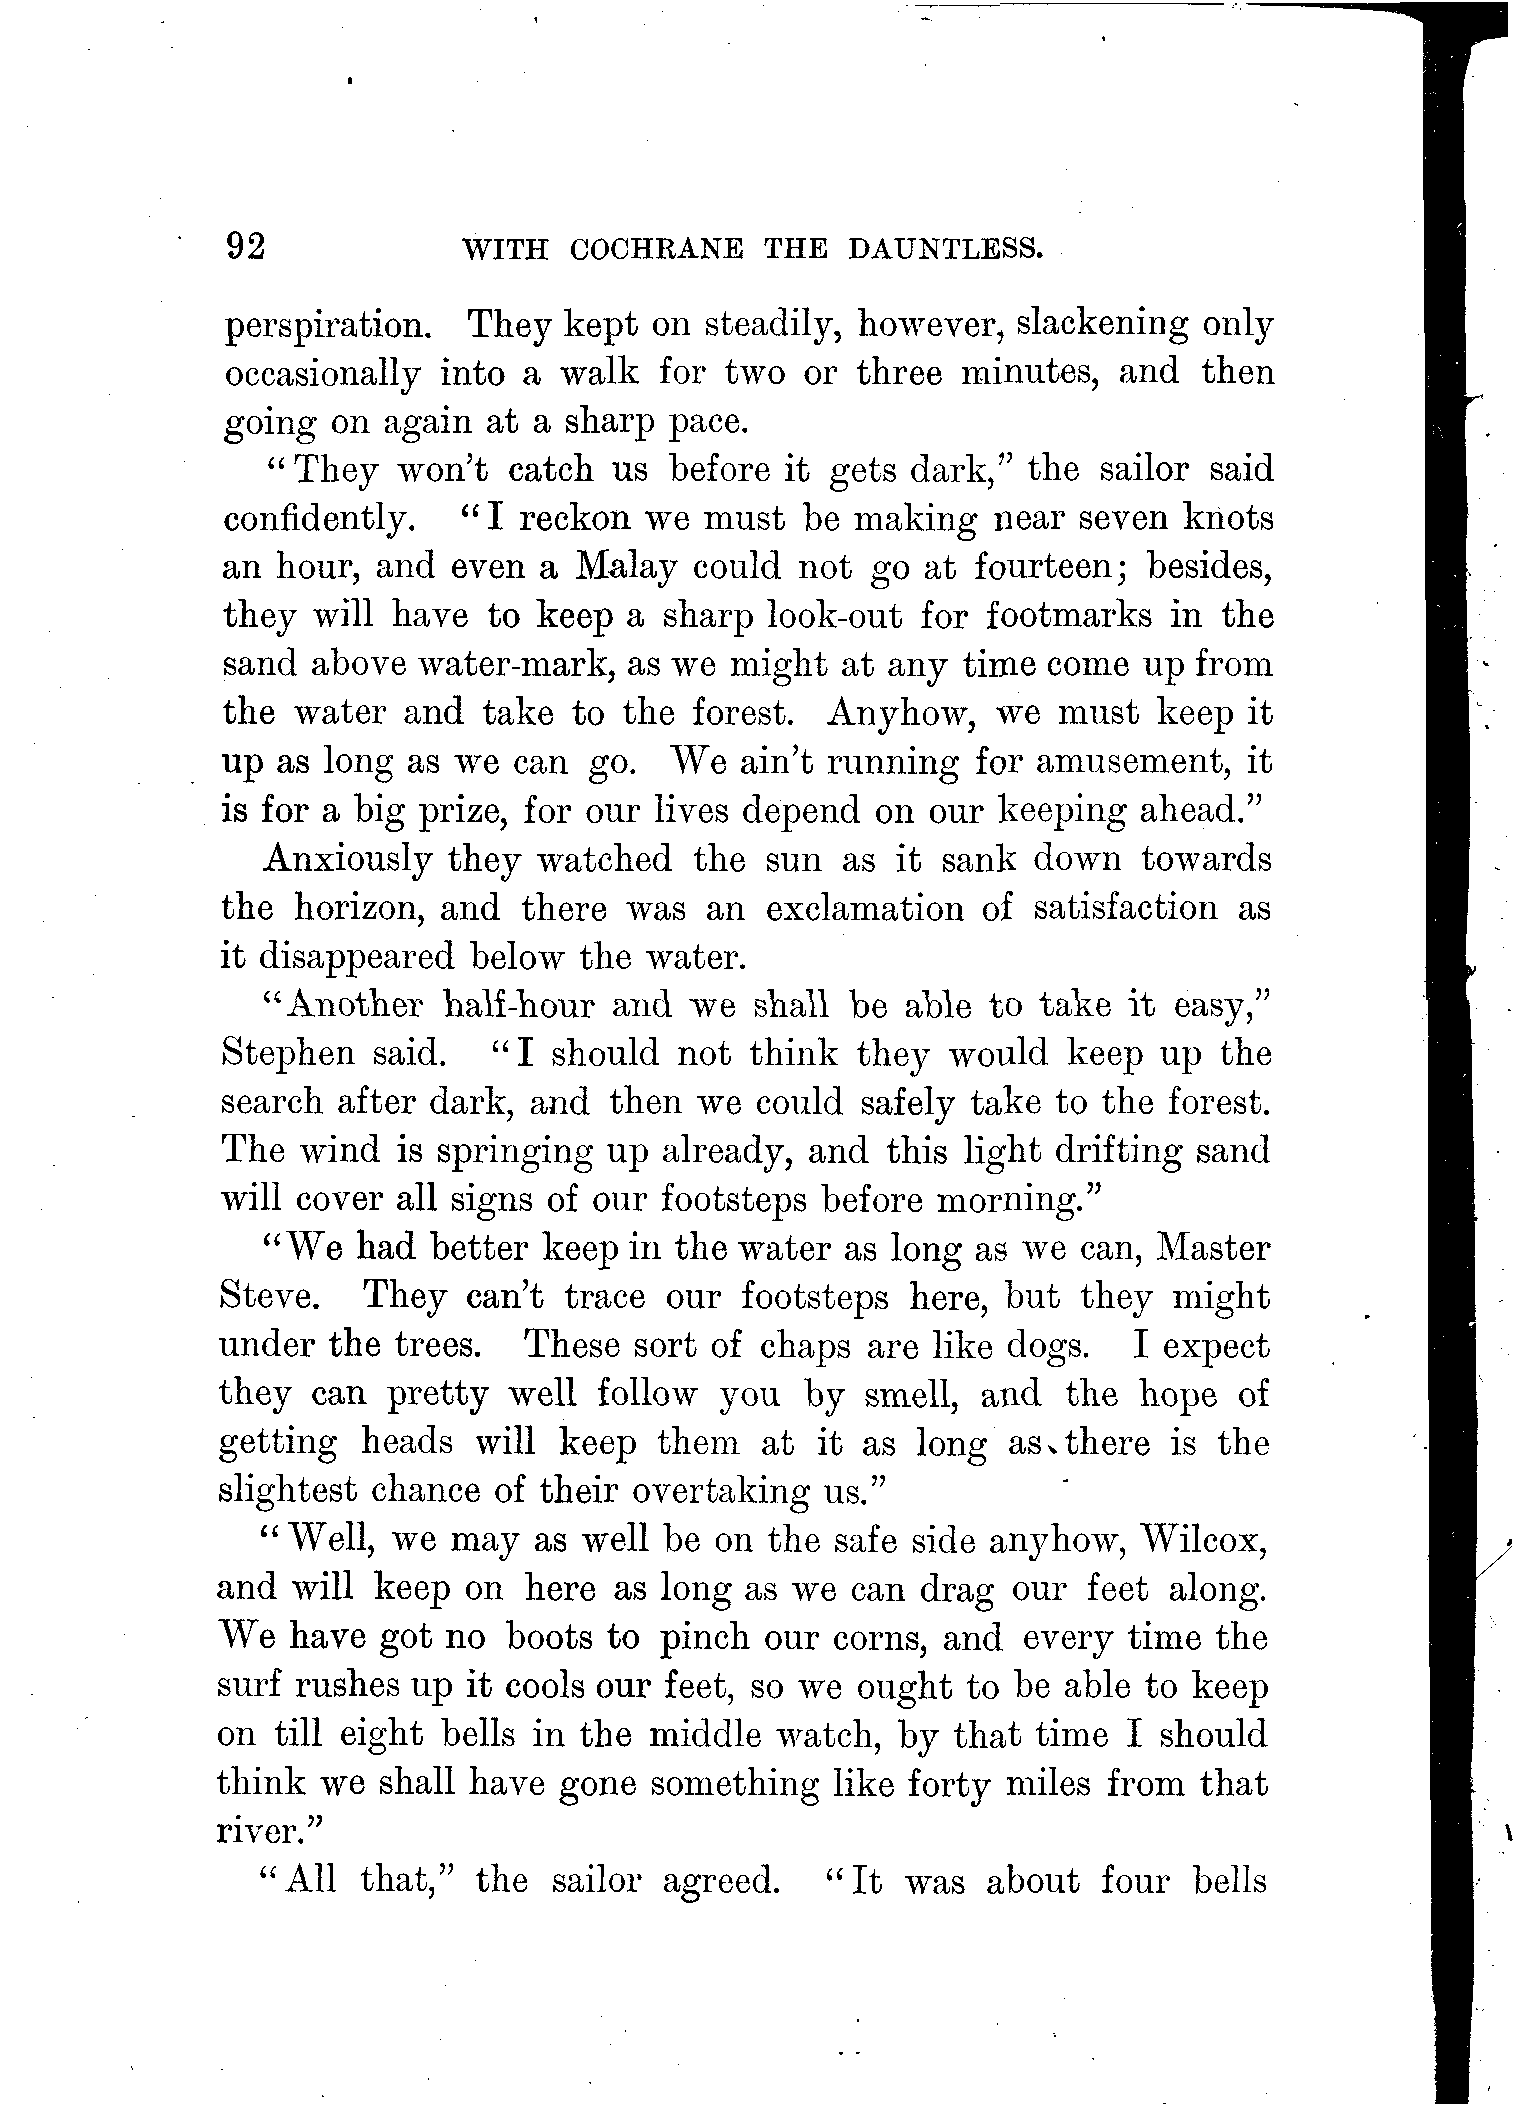 92 WITH COCHRANE THE DAUNTLESS.
perspiration. They kept on steadily, however, slackening only
occasionally into a walk for two or three minutes, and then
going on again at a sharp pace.
“They won’t catch us before it gets dark,” the sailor said
confidently. “I reckon we must be making near seven knots
an hour, and even a Malay could not go at fourteen; besides,
they will have to keep a sharp look-out for footmarks in the
sand above water-mark, as we might at any time come up from
the water and take to the forest. Anyhow, we must keep it
up as long as we can go. We ain’t running for amusement, it
is for a big prize, for our lives depend on our keeping ahead.”
Anxiously they watched the sun as it sank down towards
the horizon, and there was an exclamation of satisfaction as
it disappeared below the water.
“Another half-hour and we shall be able to take it easy,”
Stephen said. “I should not think they would keep up the
search after dark, and then we could safely take to the forest.
The wind is springing up already, and this light drifting sand
will cover all signs of our footsteps before morning.”
“We had better keep in the water as long as we can, Master
Steve. They can’t trace our footsteps here, but they might
under the trees. These sort of chaps are like dogs. I expect
they can pretty well follow you by smell, and the hope of
getting heads will keep them at it as long as there is the
slightest chance of their overtaking us.”
“Well, we may as well be on the safe side anyhow, Wilcox,
and will keep on here as long as we can drag our feet along.
We have got no boots to pinch our corns, and every time the
surf rushes up it cools our feet, so we ought to be able to keep
on till eight bells in the middle watch, by that time I should
think we shall have gone something like forty miles from that
river.”
“All that,” the sailor agreed. “It was about four bells